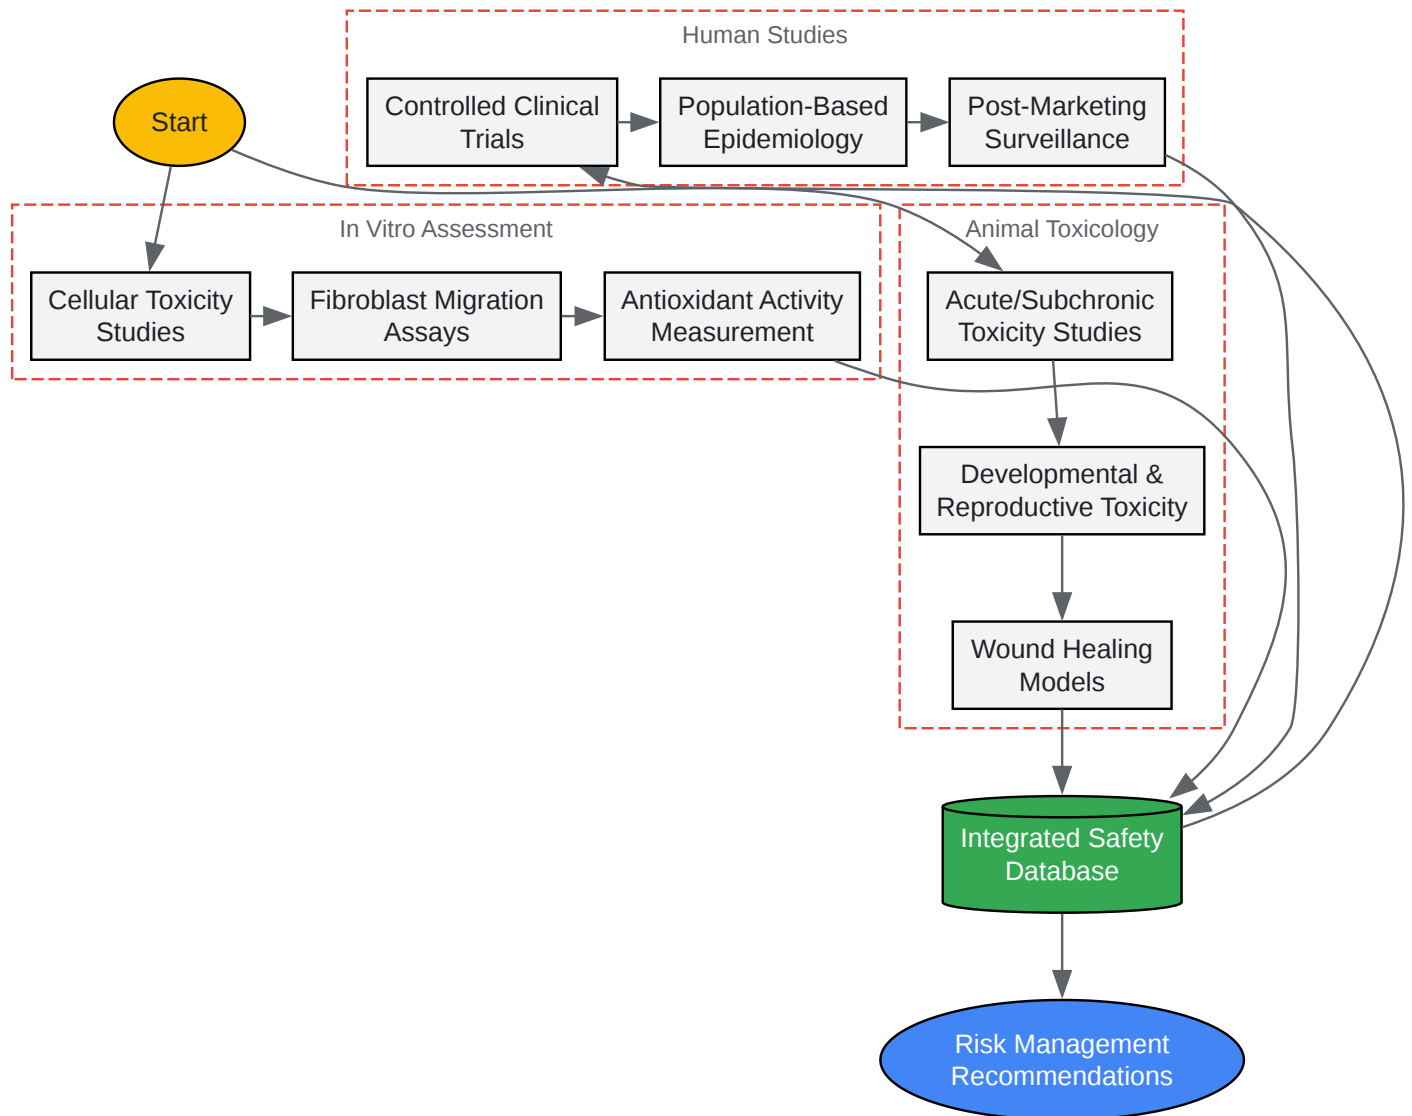 Human Studies
Start
Controlled Clinical
Trials
Population-Based
Epidemiology
Post-Marketing
Surveillance
In Vitro Assessment
Cellular Toxicity
Studies
Fibroblast Migration
Assays
Antioxidant Activity
Measurement
Animal Toxicology
Acute/Subchronic
Toxicity Studies
Developmental &
Reproductive Toxicity
Wound Healing
Models
Integrated Safety
Database
Risk Management
Recommendations